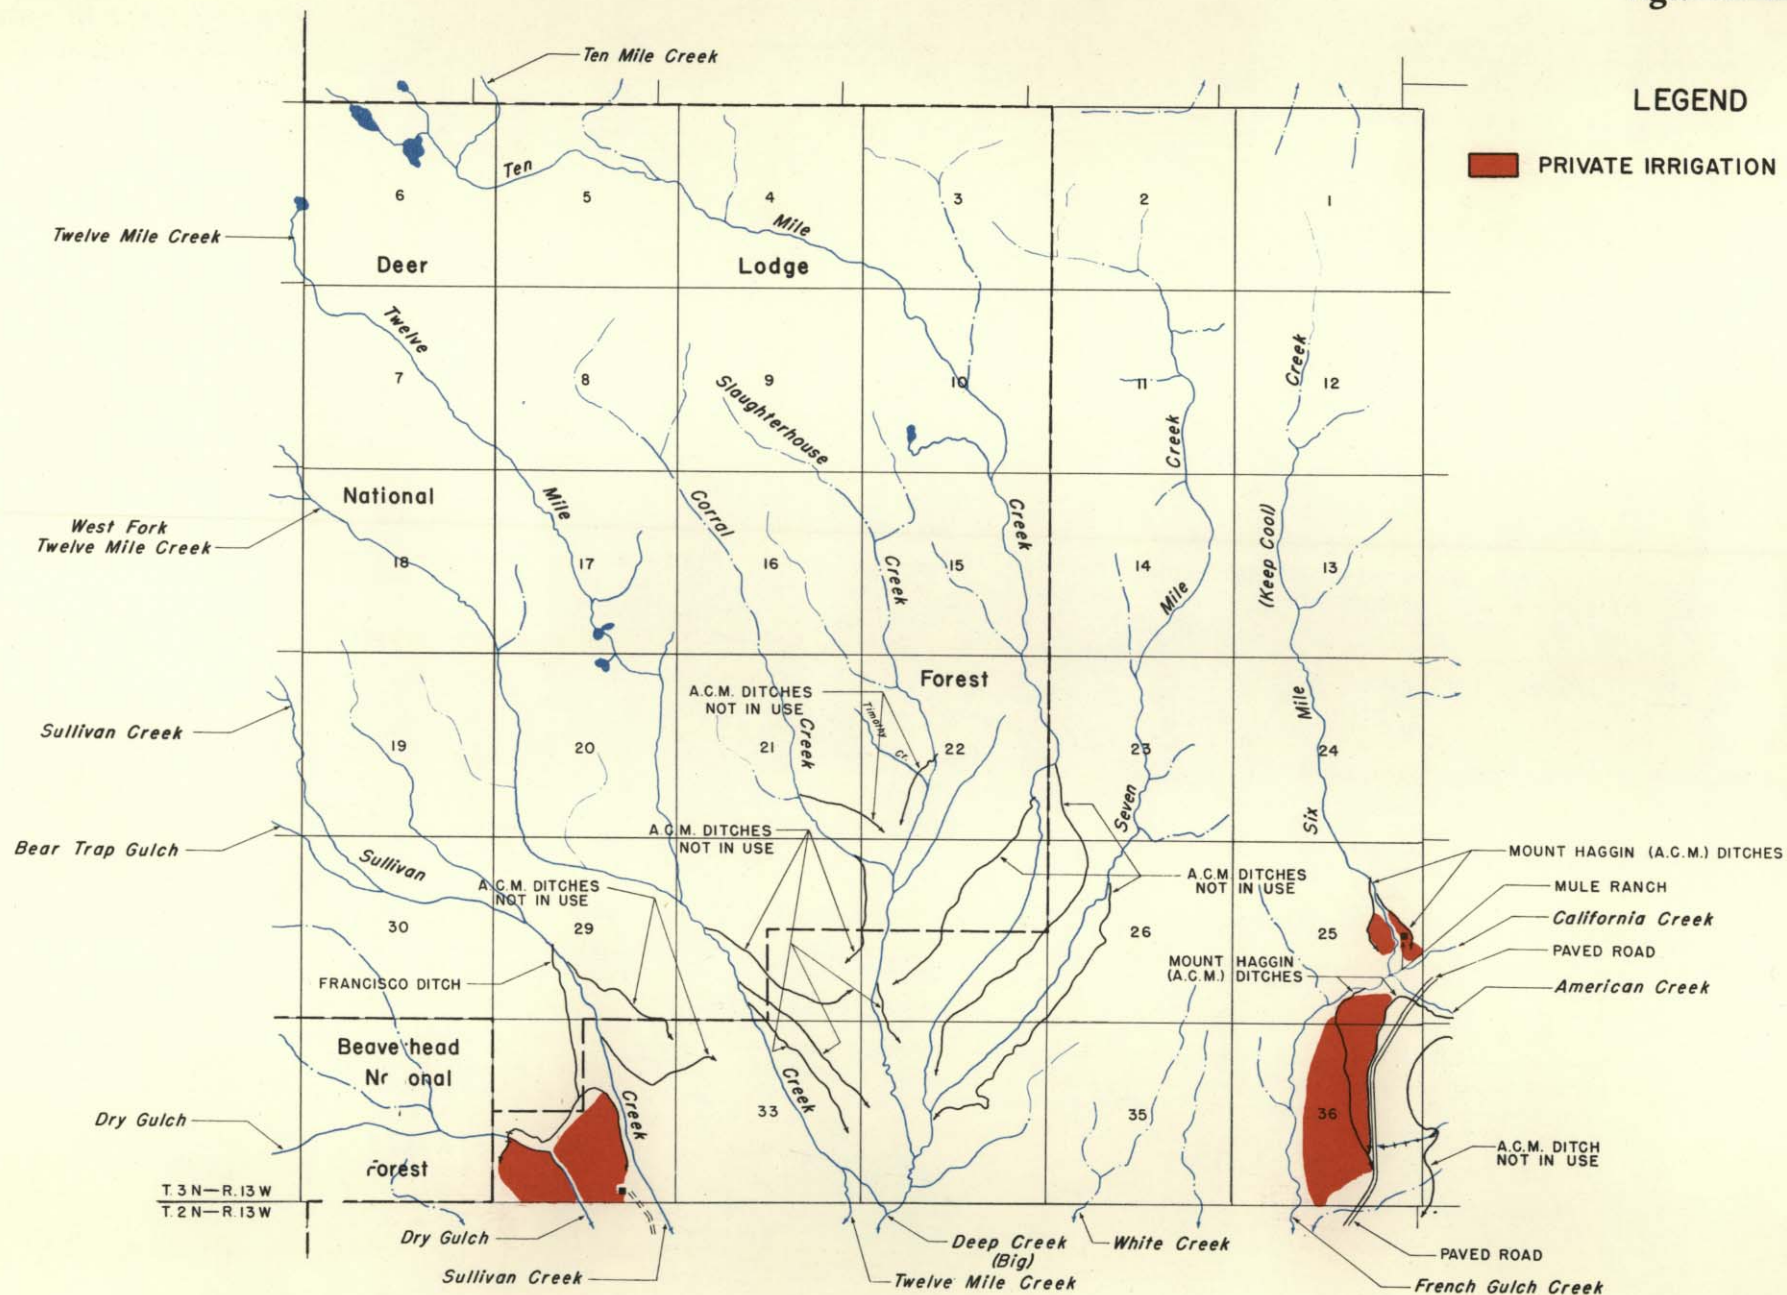 Ten Mile Creek
LEGEND
PRIVATE IRRIGATION
Ten
Mile
6
5
4
3
2
1
Twelve Mile Creek
Deer
Lodge
Twelve
7
8
9
10
11
12
Slaughterhouse
Creek
Creek
National
Mile
Corral
Creek
(Keep Cool)
West Fork
Twelve Mile Creek
18
17
16
15
14
13
Creek
Mile
Forest
A.C.M. DITCHES
NOT IN USE
Timothy
Cr.
Mile
Sullivan Creek
19
20
21
22
23
24
Creek
Seven
Six
Bear Trap Gulch
Sullivan
A.C.M. DITCHES
NOT IN USE
A.C.M. DITCHES
NOT IN USE
A.C.M. DITCHES
NOT IN USE
MOUNT HAGGIN (A.C.M.) DITCHES
MULE RANCH
California Creek
30
29
26
25
PAVED ROAD
FRANCISCO DITCH
MOUNT HAGGIN
(A.C.M.) DITCHES
American Creek
Beave head
N onal
Forest
Creek
Creek
33
35
36
Dry Gulch
A.C.M. DITCH
NOT IN USE
T. 3 N—R. 13 W
T. 2 N—R. 13 W
Dry Gulch
Deep Creek
(Big)
White Creek
PAVED ROAD
Sullivan Creek
Twelve Mile Creek
French Gulch Creek